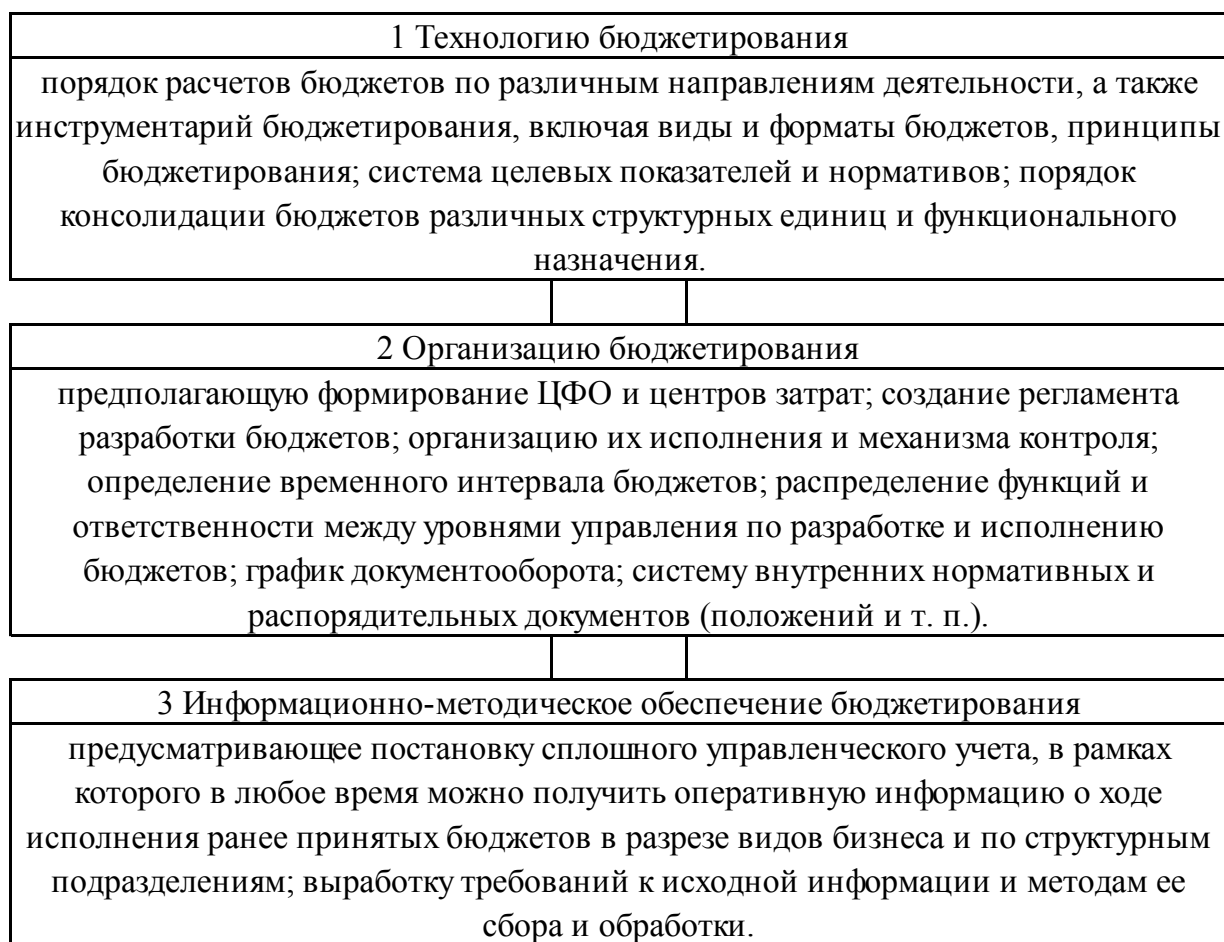 1 Технологию бюджетирования
порядок расчетов бюджетов по различным направлениям деятельности, а также
инструментарий бюджетирования, включая виды и форматы бюджетов, принципы
бюджетирования; система целевых показателей и нормативов; порядок
консолидации бюджетов различных структурных единиц и функционального
назначения.
2 Организацию бюджетирования
предполагающую формирование ЦФО и центров затрат; создание регламента
разработки бюджетов; организацию их исполнения и механизма контроля;
определение временного интервала бюджетов; распределение функций и
ответственности между уровнями управления по разработке и исполнению
бюджетов; график документооборота; систему внутренних нормативных и
распорядительных документов (положений и т. п.).
3 Информационно-методическое обеспечение бюджетирования
предусматривающее постановку сплошного управленческого учета, в рамках
которого в любое время можно получить оперативную информацию о ходе
исполнения ранее принятых бюджетов в разрезе видов бизнеса и по структурным
подразделениям; выработку требований к исходной информации и методам ее
сбора и обработки.